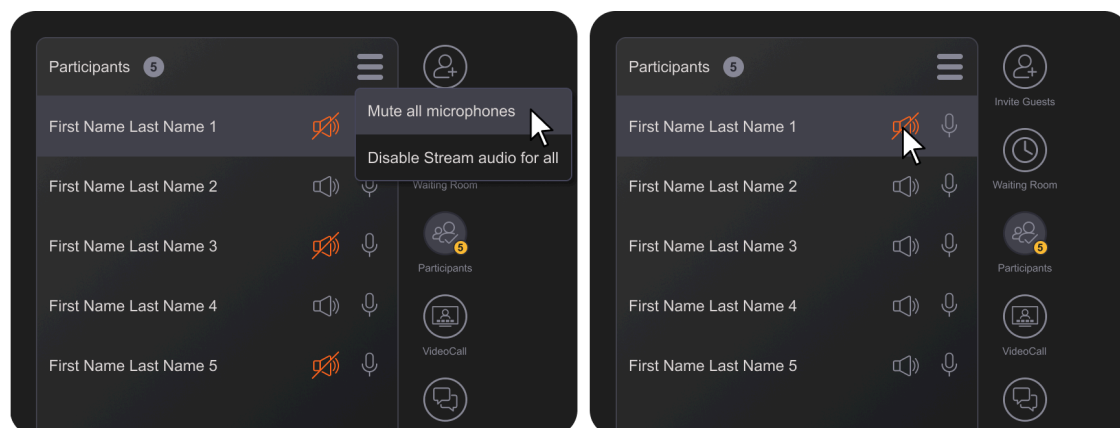 Participants 5
Mute all microphones
Disable Stream audio for all
First Name Last Name 1
First Name Last Name 2
First Name Last Name 3
First Name Last Name 4
First Name Last Name 5
Waiting Room
5
Participants
VideoCall
Participants 5
First Name Last Name 1
First Name Last Name 2
First Name Last Name 3
First Name Last Name 4
First Name Last Name 5
Invite Guests
Waiting Room
5
Participants
VideoCall